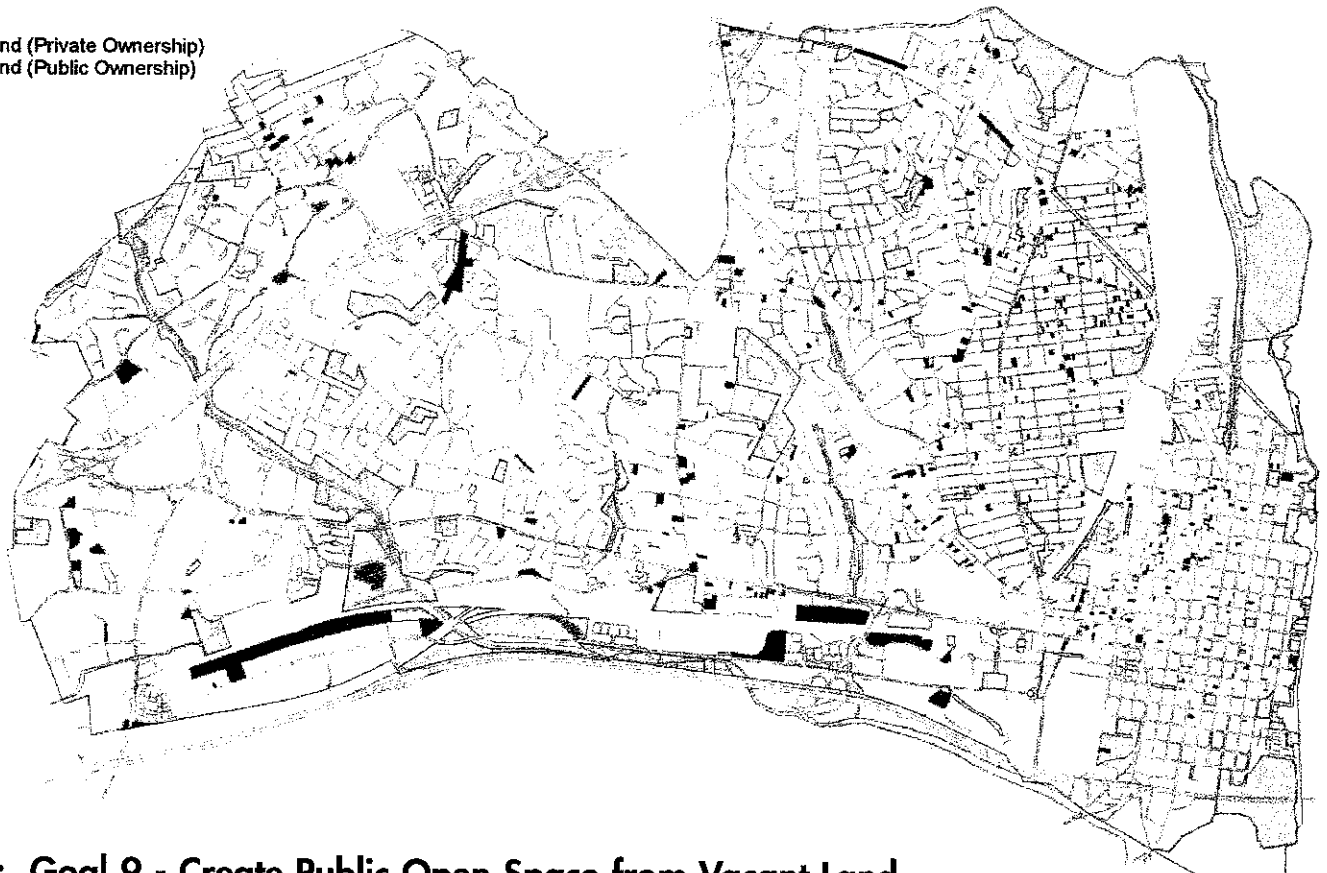 nd (Private Ownership)
nd (Public Ownership)
: Goal 9 - Create Public Open Space from Vacant Land